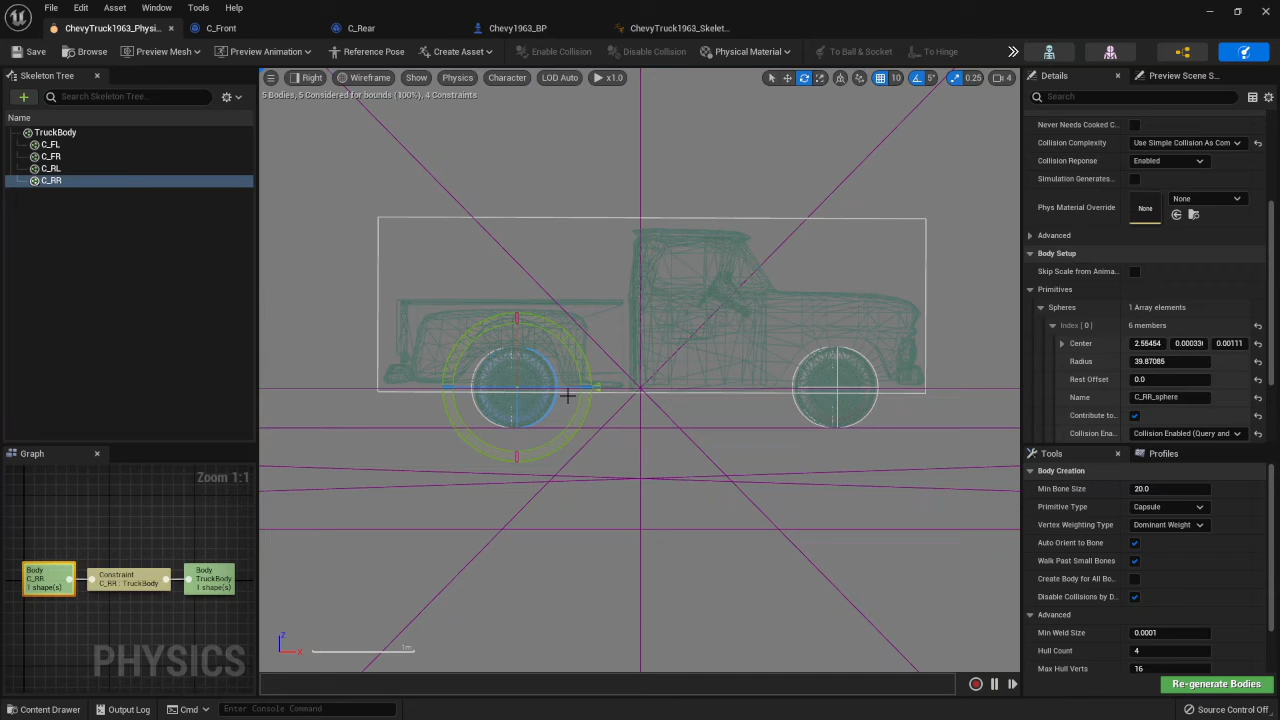 File Edit Asset Window Tools Help
ChevyTruck1963_Physi... C_Front C_Rear Chevy1963_BP ChevyTruck1963_Skelet...
Save Browse Preview Mesh Preview Animation Reference Pose Create Asset Enable Collision Disable Collision Physical Material To Ball & Socket To Hinge
Skeleton Tree
Search Skeleton Tree...
Name
TruckBody
C_FL
C_FR
C_RL
C_RR
Right Wireframe Show Physics Character LOD Auto x1.0 10 5° 0.25 4
5 Bodies, 5 Considered for bounds (100%), 4 Constraints
Z
X
1m
Graph
Zoom 1:1
Body
C_RR
1 shape(s)
Constraint
C_RR : TruckBody
Body
TruckBody
1 shape(s)
PHYSICS
Details Preview Scene S...
Search
Never Needs Cooked C...
Collision Complexity Use Simple Collision As Com
Collision Reponse Enabled
Simulation Generates...
Phys Material Override None None
Advanced
Body Setup
Skip Scale from Anima...
Primitives
Spheres 1 Array elements
Index [ 0 ] 6 members
Center 2.55454 0.00033( 0.00111
Radius 39.87085
Rest Offset 0.0
Name C_RR_sphere
Contribute to...
Collision Ena... Collision Enabled (Query and
Tools Profiles
Body Creation
Min Bone Size 20.0
Primitive Type Capsule
Vertex Weighting Type Dominant Weight
Auto Orient to Bone
Walk Past Small Bones
Create Body for All Bo...
Disable Collisions by D...
Advanced
Min Weld Size 0.0001
Hull Count 4
Max Hull Verts 16
Re-generate Bodies
Content Drawer Output Log Cmd Enter Console Command Source Control Off